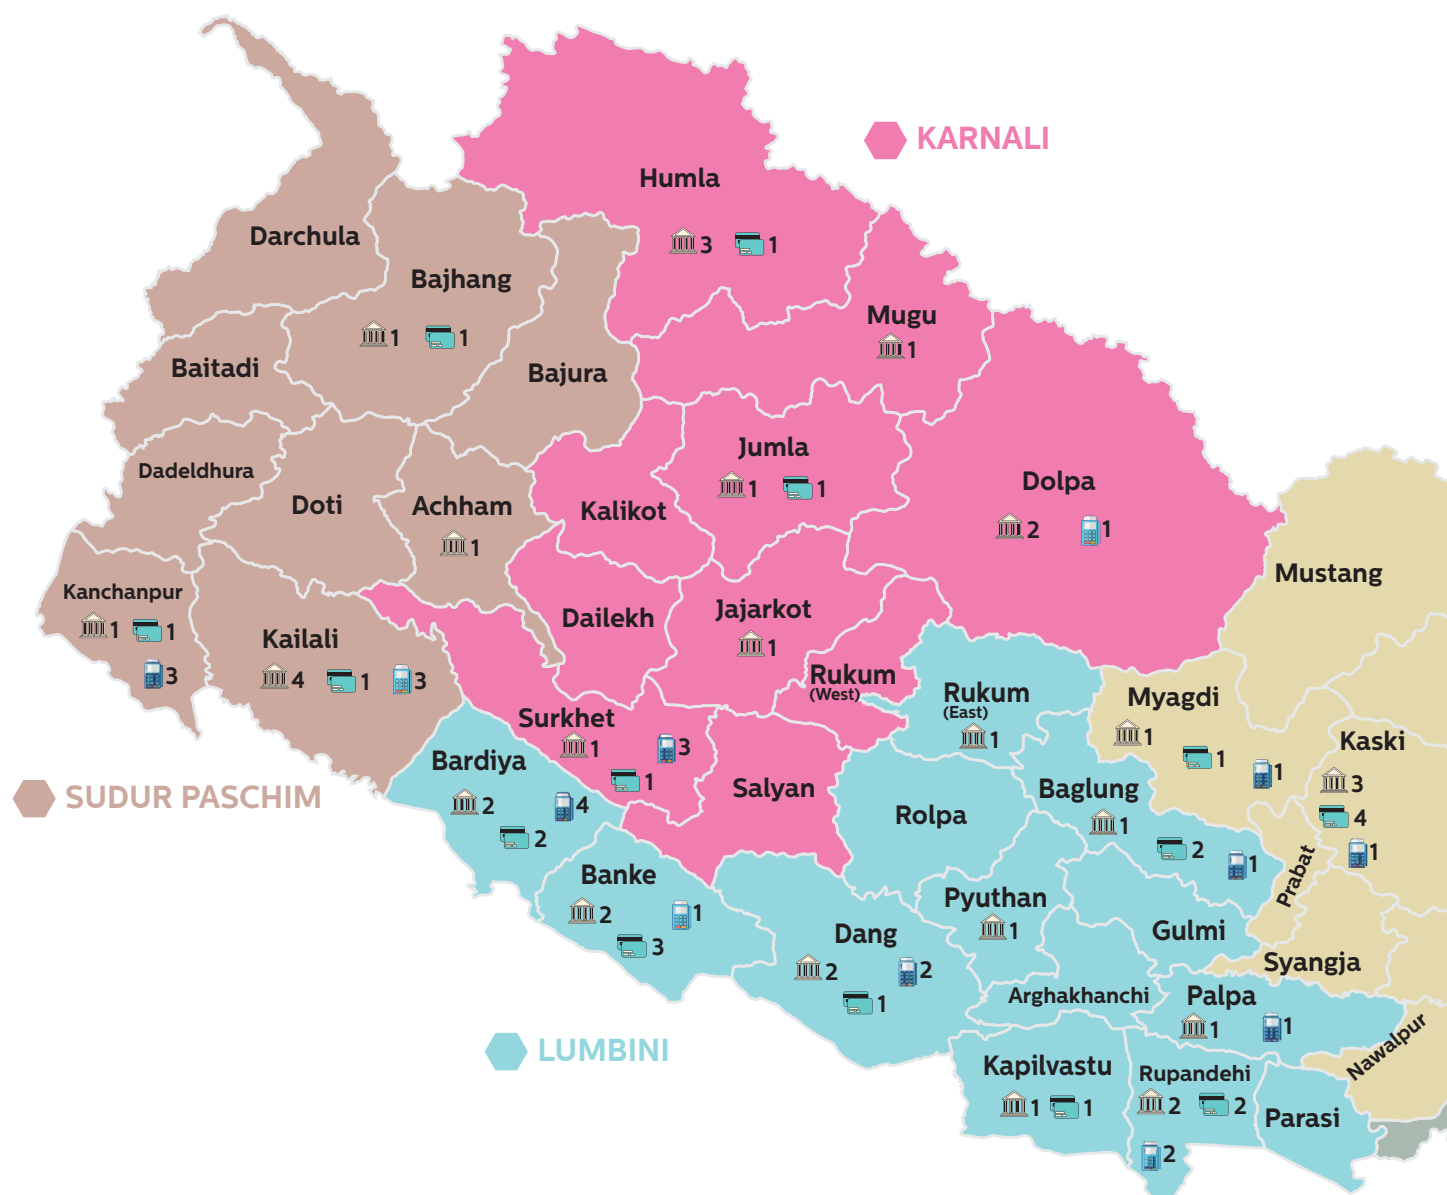 KARNALI
Humla
3 1
Darchula
Bajhang
1 1
Mugu
1
Baitadi
Bajura
Jumla
1 1
Dadeldhura
Doti
Achham
1
Kalikot
Dolpa
2 1
Mustang
Kanchanpur
1 1
3
Kailali
4 1 3
Dailekh
Jajarkot
1
Rukum
(West)
Rukum
(East)
1
Myagdi
1
1
1
Surkhet
1 3
1
Kaski
3
4
1
Bardiya
2 4
2
SUDUR PASCHIM
Salyan
Rolpa
Baglung
1
2
1
Prabat
Banke
2 1
3
Pyuthan
1
Dang
2 2
1
Gulmi
Syangja
Arghakhanchi
Palpa
1 1
LUMBINI
Nawalpur
Kapilvastu
1 1
Rupandehi
2 2
2
Parasi